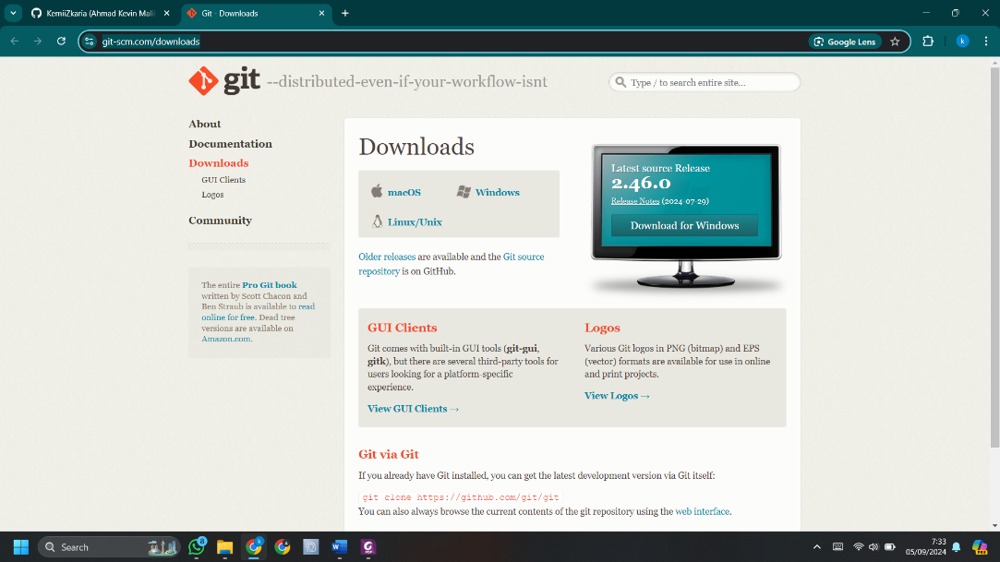 KemiiZkaria (Ahmad Kevin Malik
Git - Downloads
git-scm.com/downloads
Google Lens
k
git --distributed-even-if-your-workflow-isnt
Type / to search entire site...
About
Documentation
Downloads
GUI Clients
Logos
Community
The entire Pro Git book
written by Scott Chacon and
Ben Straub is available to read
online for free. Dead tree
versions are available on
Amazon.com.
Downloads
macOS
Windows
Linux/Unix
Older releases are available and the Git source
repository is on GitHub.
Latest source Release
2.46.0
Release Notes (2024-07-29)
Download for Windows
GUI Clients
Git comes with built-in GUI tools (git-gui,
gitk), but there are several third-party tools for
users looking for a platform-specific
experience.
View GUI Clients →
Logos
Various Git logos in PNG (bitmap) and EPS
(vector) formats are available for use in online
and print projects.
View Logos →
Git via Git
If you already have Git installed, you can get the latest development version via Git itself:
git clone https://github.com/git/git
You can also always browse the current contents of the git repository using the web interface.
Search
8
7:33
05/09/2024